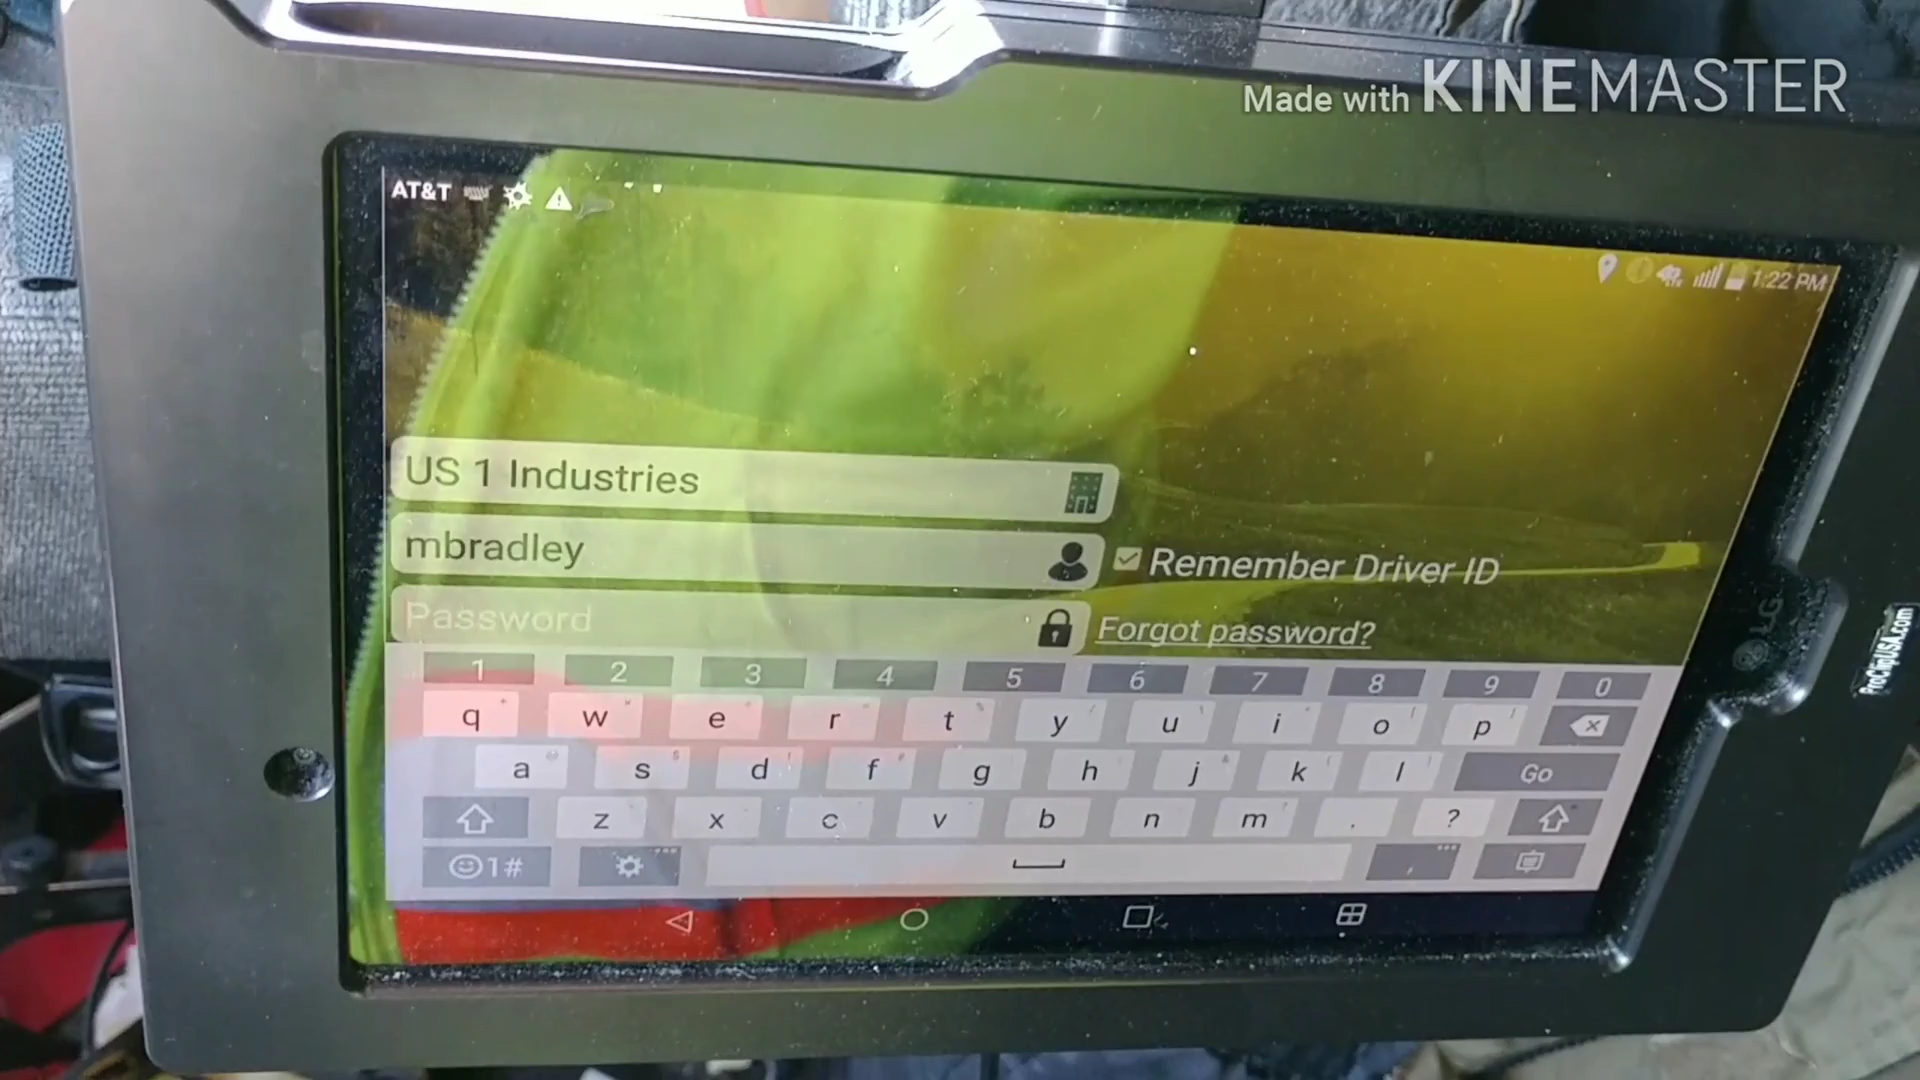 Made with KINEMASTER
AT&T
1:22 PM
US 1 Industries
mbradley
Remember Driver ID
Password
Forgot password?
1 2 3 4 5 6 7 8 9 0
q w e r t y u i o p
a s d f g h j k l Go
z x c v b n m . ?
1# ,
LG
ProClipUSA.com